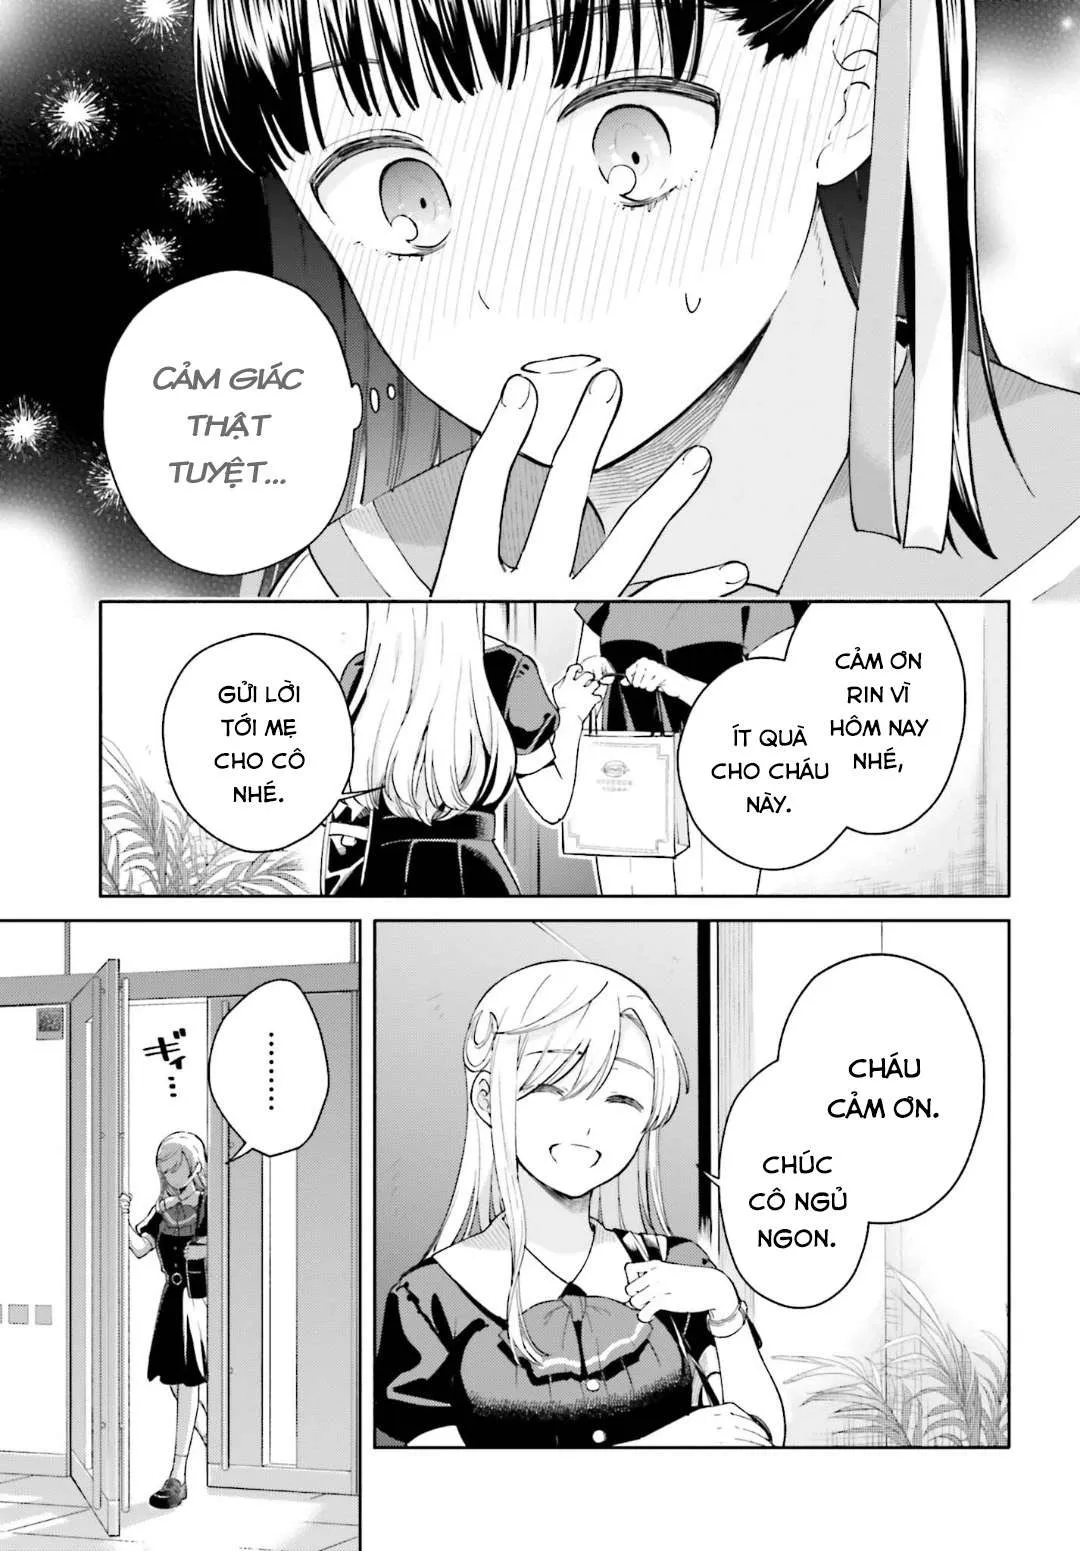 CẢM GIÁC
THẬT
TUYỆT...
CẢM ƠN
RIN VÌ
HÔM NAY
NHÉ,
ÍT QUÀ
CHO CHÁU
NÀY.
GỬI LỜI
TỚI MẸ
CHO CÔ
NHÉ.
CHÁU
CẢM ƠN.
CHÚC
CÔ NGỦ
NGON.
.........
ギィ...